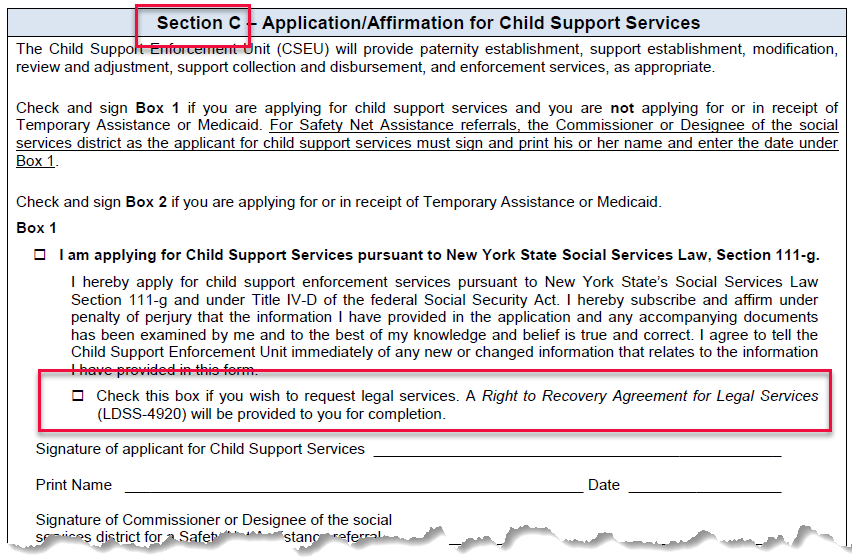 Section C – Application/Affirmation for Child Support Services
The Child Support Enforcement Unit (CSEU) will provide paternity establishment, support establishment, modification,
review and adjustment, support collection and disbursement, and enforcement services, as appropriate.
Check and sign Box 1 if you are applying for child support services and you are not applying for or in receipt of
Temporary Assistance or Medicaid. For Safety Net Assistance referrals, the Commissioner or Designee of the social
services district as the applicant for child support services must sign and print his or her name and enter the date under
Box 1.
Check and sign Box 2 if you are applying for or in receipt of Temporary Assistance or Medicaid.
Box 1
☐ I am applying for Child Support Services pursuant to New York State Social Services Law, Section 111-g.
I hereby apply for child support enforcement services pursuant to New York State's Social Services Law
Section 111-g and under Title IV-D of the federal Social Security Act. I hereby subscribe and affirm under
penalty of perjury that the information I have provided in the application and any accompanying documents
has been examined by me and to the best of my knowledge and belief is true and correct. I agree to tell the
Child Support Enforcement Unit immediately of any new or changed information that relates to the information
I have provided in this form.
☐ Check this box if you wish to request legal services. A Right to Recovery Agreement for Legal Services
(LDSS-4920) will be provided to you for completion.
Signature of applicant for Child Support Services
Print Name Date
Signature of Commissioner or Designee of the social
services district for a Safety Net Assistance referral